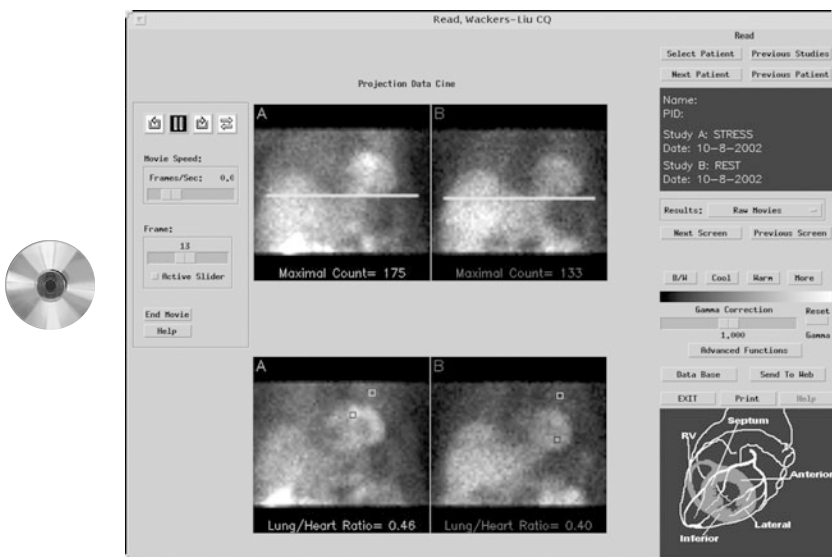 Read, Wackers-Liu CQ
Read
Select Patient Previous Studies
Next Patient Previous Patient
Projection Data Cine
Name:
PID:
Study A: STRESS
Date: 10-8-2002
Study B: REST
Date: 10-8-2002
A B
Movie Speed:
Frames/Sec: 0.0
Results: Raw Movies
Next Screen Previous Screen
Frame:
13
Active Slider
Maximal Count= 175 Maximal Count= 133
B/W Cool Warm More
End Movie
Help
Gamma Correction Reset
1.000 Gamma
Advanced Functions
A B
Data Base Send To Web
EXIT Print Help
Septum
RV
Anterior
Lateral
Inferior
Lung/Heart Ratio= 0.46 Lung/Heart Ratio= 0.40